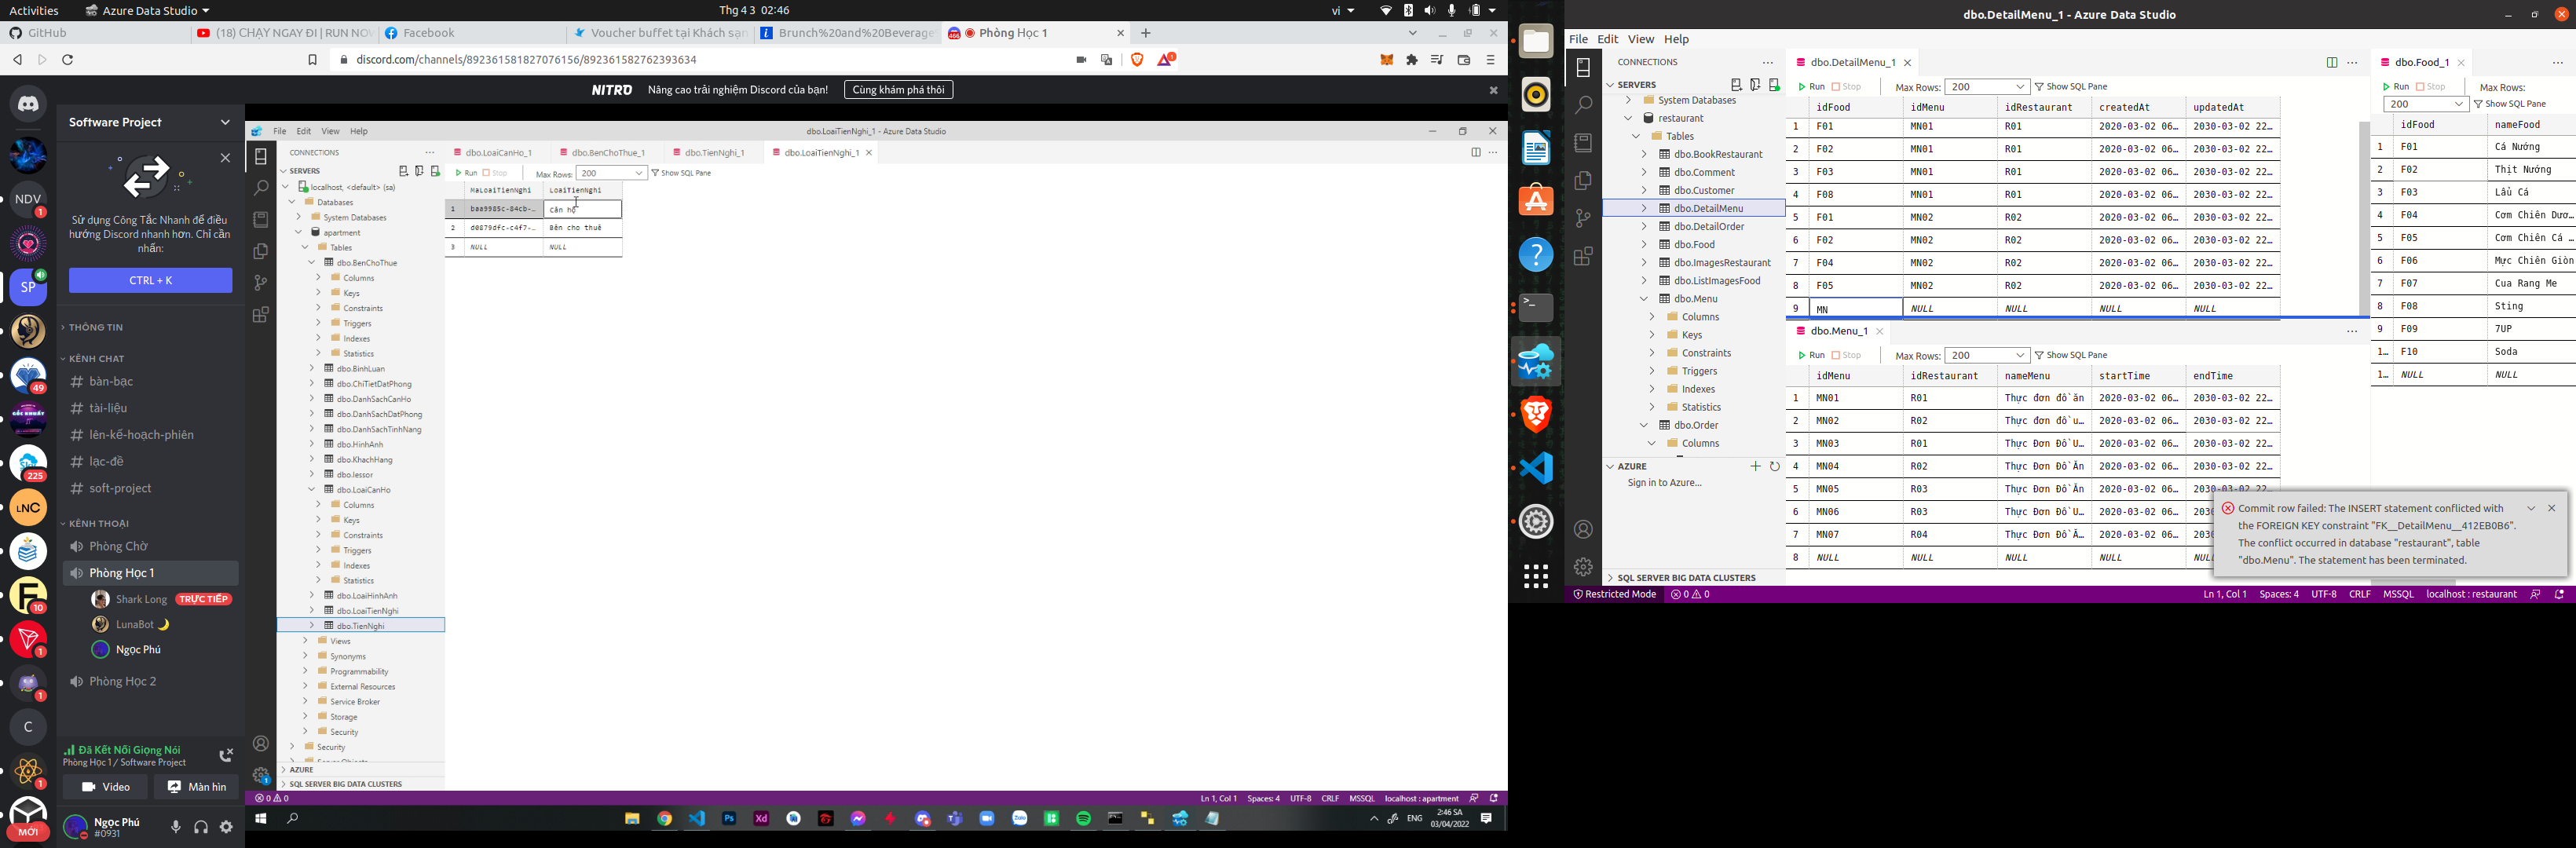 Activities
Azure Data Studio
Thg 4 3 02:46
vi
GitHub
(18) CHẠY NGAY ĐI | RUN NOW
Facebook
Voucher buffet tại Khách sạn
Brunch%20and%20Beverage
Phòng Học 1
discord.com/channels/892361581827076156/892361582762393634
NITRO
Nâng cao trải nghiệm Discord của bạn!
Cùng khám phá thôi
Software Project
Sử dụng Công Tắc Nhanh để điều
hướng Discord nhanh hơn. Chỉ cần
nhấn:
CTRL + K
THÔNG TIN
KÊNH CHAT
bàn-bạc
tài-liệu
lên-kế-hoạch-phiên
lạc-đề
soft-project
KÊNH THOẠI
Phòng Chờ
Phòng Học 1
Shark Long TRỰC TIẾP
LunaBot
Ngọc Phú
Phòng Học 2
Đã Kết Nối Giọng Nói
Phòng Học 1 / Software Project
Video
Màn hìn
Ngọc Phú
#0931
NDV
1
SP
49
225
LNC
10
1
1
C
1
MỚI
File Edit View Help
dbo.LoaiTienNghi_1 - Azure Data Studio
CONNECTIONS
SERVERS
localhost, <default> (sa)
Databases
System Databases
apartment
Tables
dbo.BenChoThue
Columns
Keys
Constraints
Triggers
Indexes
Statistics
dbo.BinhLuan
dbo.ChiTietDatPhong
dbo.DanhSachCanHo
dbo.DanhSachDatPhong
dbo.DanhSachTinhNang
dbo.HinhAnh
dbo.KhachHang
dbo.lessor
dbo.LoaiCanHo
Columns
Keys
Constraints
Triggers
Indexes
Statistics
dbo.LoaiHinhAnh
dbo.LoaiTienNghi
dbo.TienNghi
Views
Synonyms
Programmability
External Resources
Service Broker
Storage
Security
Security
AZURE
SQL SERVER BIG DATA CLUSTERS
dbo.LoaiCanHo_1
dbo.BenChoThue_1
dbo.TienNghi_1
dbo.LoaiTienNghi_1
Run Stop Max Rows: 200 Show SQL Pane
MaLoaiTienNghi LoaiTienNghi
1 baa9985c-84cb-… Căn hộ
2 d0879dfc-c4f7-… Bên cho thuê
3 NULL NULL
0 0
Ln 1, Col 1 Spaces: 4 UTF-8 CRLF MSSQL localhost : apartment
ENG
2:46 SA
03/04/2022
dbo.DetailMenu_1 - Azure Data Studio
File Edit View Help
CONNECTIONS
SERVERS
System Databases
restaurant
Tables
dbo.BookRestaurant
dbo.Comment
dbo.Customer
dbo.DetailMenu
dbo.DetailOrder
dbo.Food
dbo.ImagesRestaurant
dbo.ListImagesFood
dbo.Menu
Columns
Keys
Constraints
Triggers
Indexes
Statistics
dbo.Order
Columns
AZURE
Sign in to Azure...
SQL SERVER BIG DATA CLUSTERS
dbo.DetailMenu_1
Run Stop Max Rows: 200 Show SQL Pane
idFood idMenu idRestaurant createdAt updatedAt
1 F01 MN01 R01 2020-03-02 06… 2030-03-02 22…
2 F02 MN01 R01 2020-03-02 06… 2030-03-02 22…
3 F03 MN01 R01 2020-03-02 06… 2030-03-02 22…
4 F08 MN01 R01 2020-03-02 06… 2030-03-02 22…
5 F01 MN02 R02 2020-03-02 06… 2030-03-02 22…
6 F02 MN02 R02 2020-03-02 06… 2030-03-02 22…
7 F04 MN02 R02 2020-03-02 06… 2030-03-02 22…
8 F05 MN02 R02 2020-03-02 06… 2030-03-02 22…
9 MN NULL NULL NULL NULL
dbo.Menu_1
Run Stop Max Rows: 200 Show SQL Pane
idMenu idRestaurant nameMenu startTime endTime
1 MN01 R01 Thực đơn đồ ăn 2020-03-02 06… 2030-03-02 22…
2 MN02 R02 Thực đơn đồ u… 2020-03-02 06… 2030-03-02 22…
3 MN03 R01 Thực Đơn Đồ U… 2020-03-02 06… 2030-03-02 22…
4 MN04 R02 Thực Đơn Đồ Ăn 2020-03-02 06… 2030-03-02 22…
5 MN05 R03 Thực Đơn Đồ Ăn 2020-03-02 06… 2030-03-02 22…
6 MN06 R03 Thực Đơn Đồ U… 2020-03-02 06… 2030
7 MN07 R04 Thực Đơn Đồ Ă… 2020-03-02 06… 2030
8 NULL NULL NULL NULL NULL
dbo.Food_1
Run Stop Max Rows:
200 Show SQL Pane
idFood nameFood
1 F01 Cá Nướng
2 F02 Thịt Nướng
3 F03 Lẩu Cá
4 F04 Cơm Chiên Dươ…
5 F05 Cơm Chiên Cá …
6 F06 Mực Chiên Giòn
7 F07 Cua Rang Me
8 F08 Sting
9 F09 7UP
1… F10 Soda
1… NULL NULL
Commit row failed: The INSERT statement conflicted with
the FOREIGN KEY constraint "FK__DetailMenu__412EB0B6".
The conflict occurred in database "restaurant", table
"dbo.Menu". The statement has been terminated.
Restricted Mode 0 0
Ln 1, Col 1 Spaces: 4 UTF-8 CRLF MSSQL localhost : restaurant